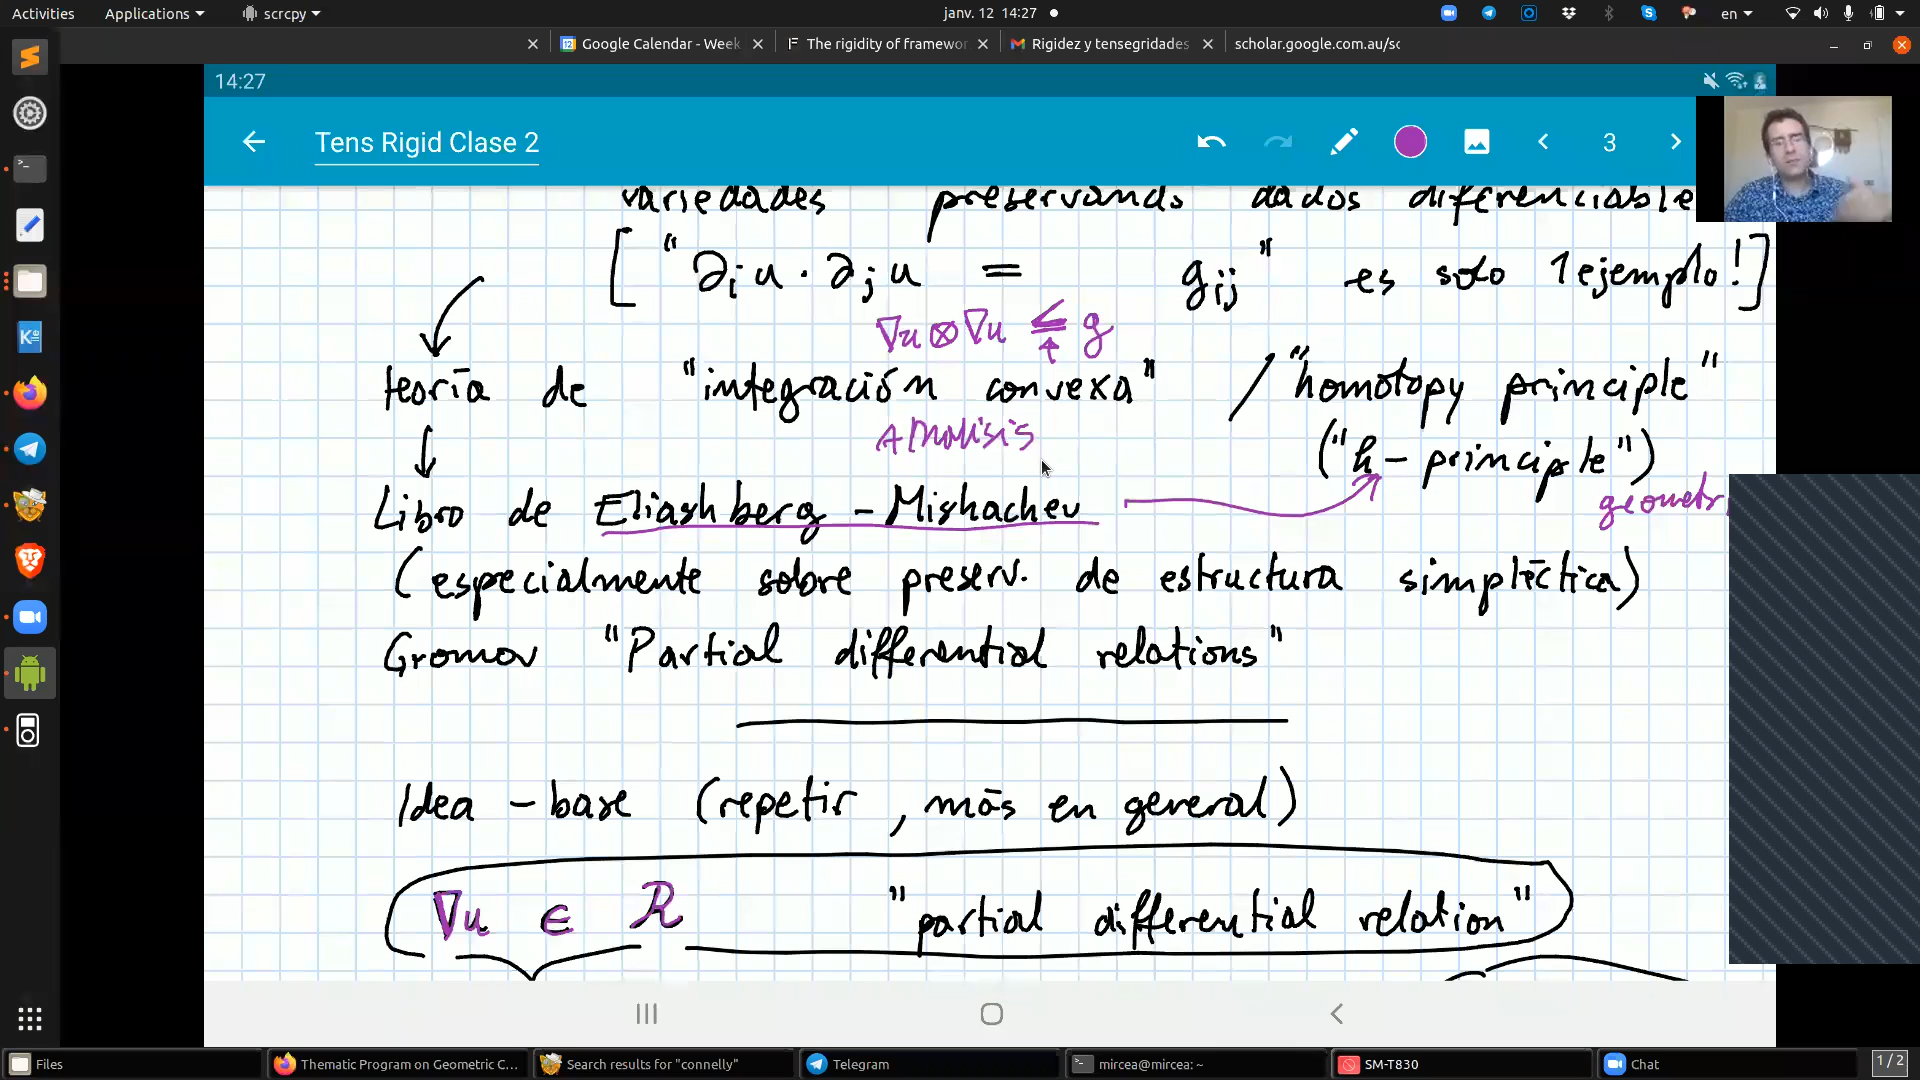 Activities Applications scrcpy janv. 12 14:27 en
Google Calendar - Week The rigidity of framewor Rigidez y tensegridades scholar.google.com.au/sc
14:27
Tens Rigid Clase 2 3
variedades preservando dados diferenciable
[ "∂ᵢu · ∂ⱼu = gᵢⱼ" es solo 1 ejemplo! ]
∇u ⊗ ∇u ≦ g
teoría de "integración convexa" / "homotopy principle"
Analisis ("h-principle")
geometri
Libro de Eliashberg - Mishachev
(especialmente sobre preserv. de estructura simpléctica)
Gromov "Partial differential relations"
Idea - base (repetir, más en general)
∇u ∈ R "partial differential relation"
Files Thematic Program on Geometric C... Search results for "connelly" Telegram mircea@mircea: ~ SM-T830 Chat 1 / 2